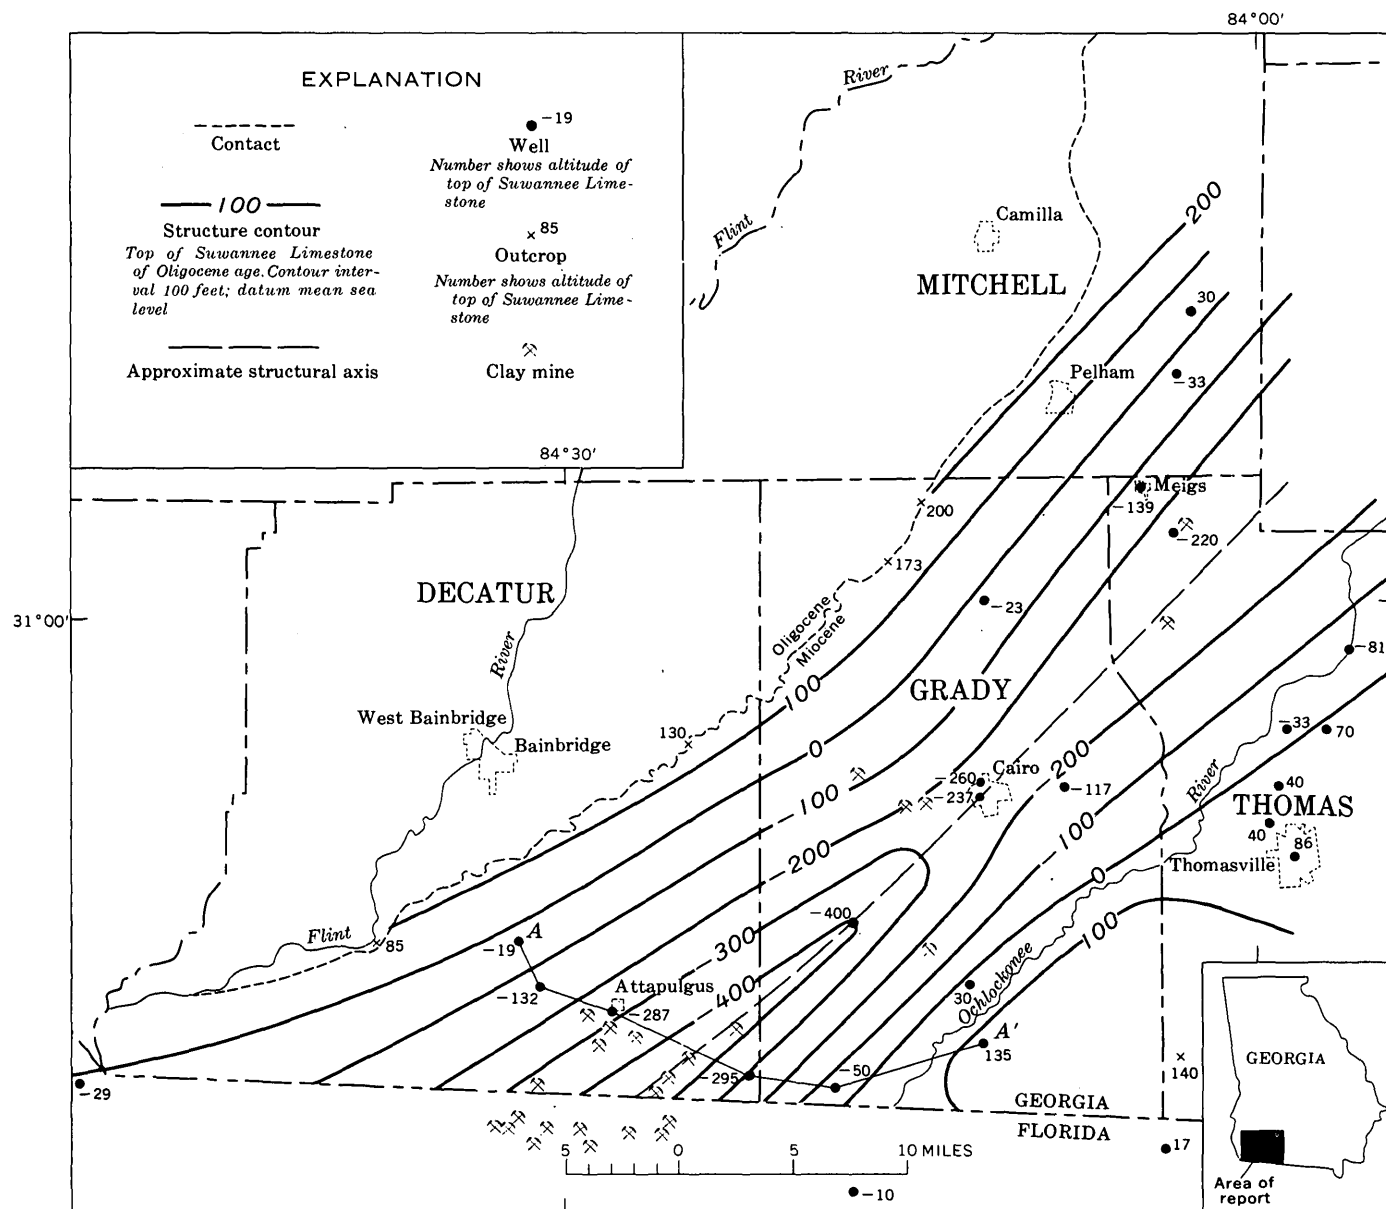 84°00′
EXPLANATION
Contact
100
Structure contour
Top of Suwannee Limestone
of Oligocene age. Contour inter-
val 100 feet; datum mean sea
level
Approximate structural axis
−19
Well
Number shows altitude of
top of Suwannee Lime-
stone
85
Outcrop
Number shows altitude of
top of Suwannee Lime-
stone
Clay mine
River
Flint
Camilla
200
MITCHELL
30
Pelham
−33
84°30′
Meigs
−139
−220
200
173
DECATUR
−23
31°00′
Oligocene
Miocene
River
−81
GRADY
100
West Bainbridge
130
Bainbridge
0
−33
70
Cairo
−260
−237
200
−117
River
40
THOMAS
100
40
86
Thomasville
100
200
0
−400
100
300
Flint
85
A
−19
400
Attapulgus
−132
−287
30
Ochlockonee
A′
135
−295
−50
140
−29
GEORGIA
FLORIDA
17
5
0
5
10 MILES
−10
GEORGIA
Area of
report